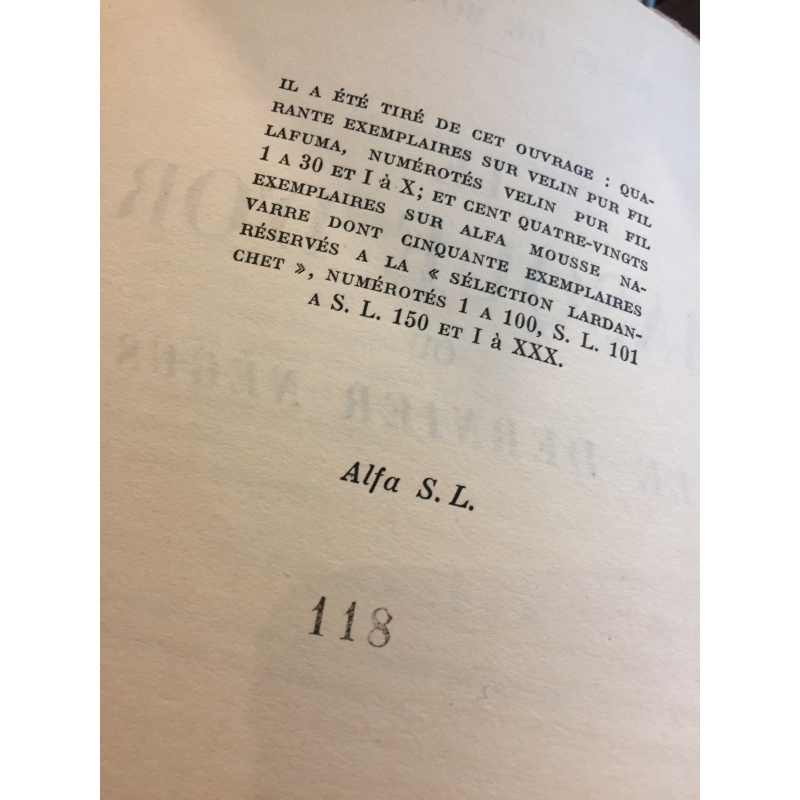 IL A ÉTÉ TIRÉ DE CET OUVRAGE : QUA-
RANTE EXEMPLAIRES SUR VELIN PUR FIL
LAFUMA, NUMÉROTÉS VELIN PUR FIL
1 A 30 ET I à X; ET CENT QUATRE-VINGTS
EXEMPLAIRES SUR ALFA MOUSSE NA-
VARRE DONT CINQUANTE EXEMPLAIRES
RÉSERVÉS A LA « SÉLECTION LARDAN-
CHET », NUMÉROTÉS 1 A 100, S. L. 101
A S. L. 150 ET I à XXX.
Alfa S. L.
118